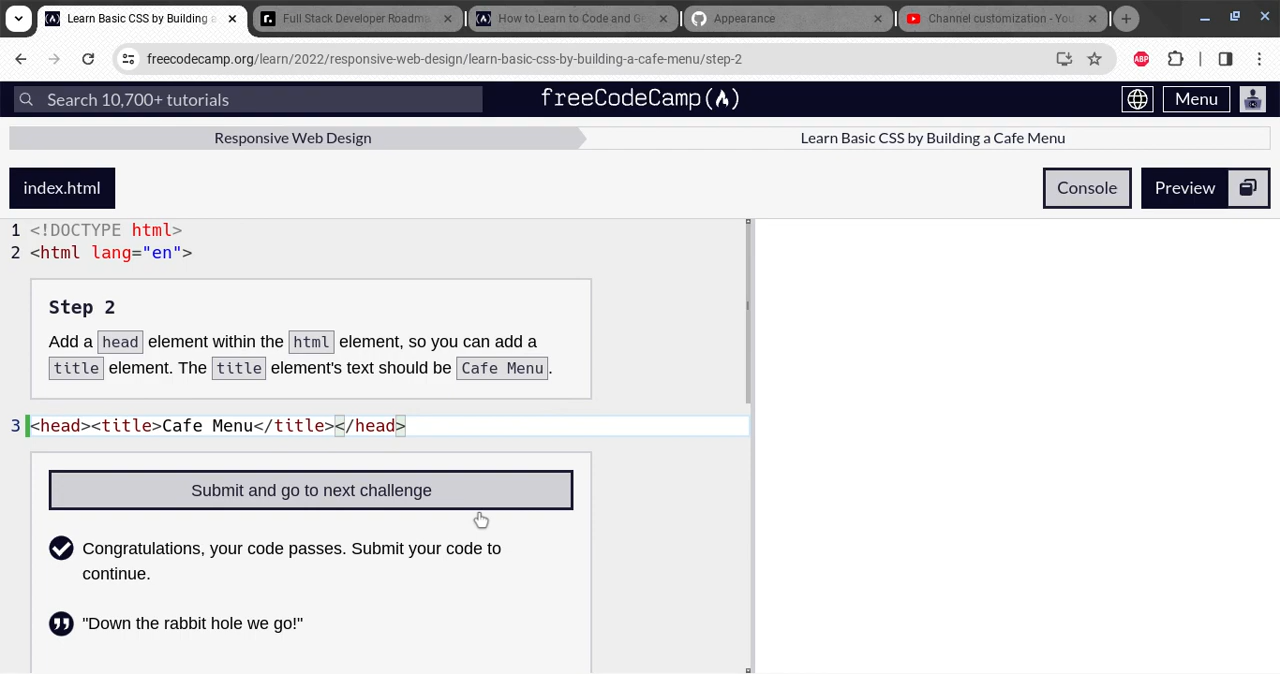 Learn Basic CSS by Building a
Full Stack Developer Roadma
How to Learn to Code and Ge
Appearance
Channel customization - You
freecodecamp.org/learn/2022/responsive-web-design/learn-basic-css-by-building-a-cafe-menu/step-2
ABP
Search 10,700+ tutorials
freeCodeCamp
Menu
Responsive Web Design
Learn Basic CSS by Building a Cafe Menu
index.html
Console
Preview
1 <!DOCTYPE html>
2 <html lang="en">
Step 2
Add a head element within the html element, so you can add a
title element. The title element's text should be Cafe Menu.
3 <head><title>Cafe Menu</title></head>
Submit and go to next challenge
Congratulations, your code passes. Submit your code to
continue.
"Down the rabbit hole we go!"